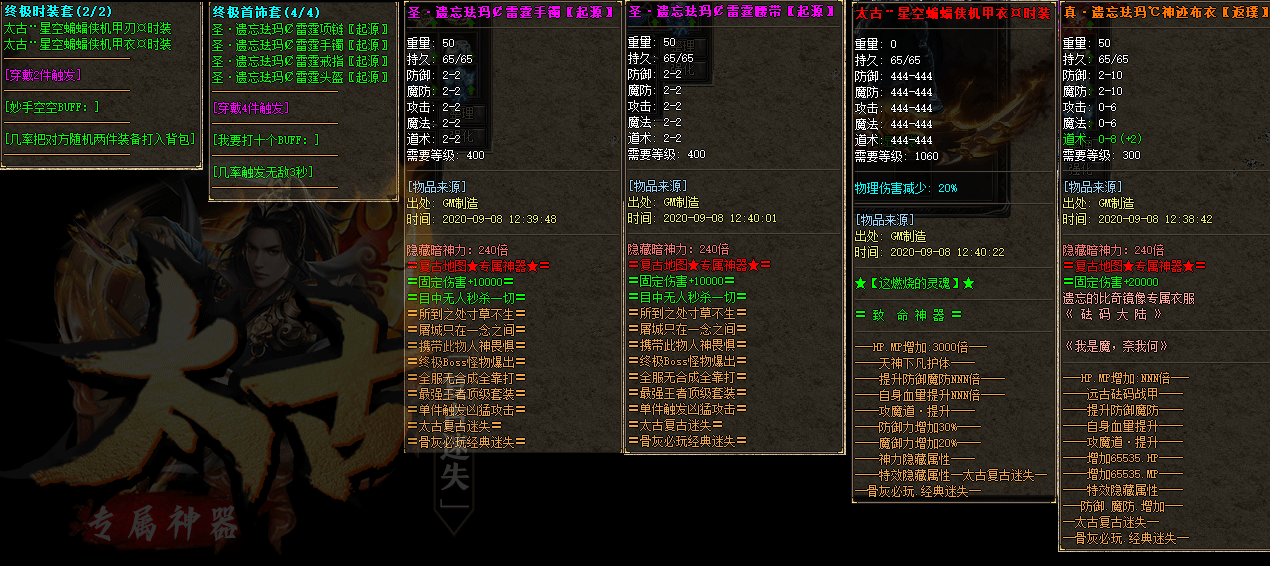 终极时装套(2/2)
太古··星空蝙蝠侠机甲刃¤时装
太古··星空蝙蝠侠机甲衣¤时装
[穿戴2件触发]
[妙手空空BUFF: ]
[几率把对方随机两件装备打入背包]
终极首饰套(4/4)
圣·遗忘珐玛₡雷霆项链〖起源〗
圣·遗忘珐玛₡雷霆手镯〖起源〗
圣·遗忘珐玛₡雷霆戒指〖起源〗
圣·遗忘珐玛₡雷霆头盔〖起源〗
[穿戴4件触发]
[我要打十个BUFF: ]
[几率触发无敌3秒]
圣·遗忘珐玛₡雷霆手镯〖起源〗
重量: 50
持久: 65/65
防御: 2-2
魔防: 2-2
攻击: 2-2
魔法: 2-2
道术: 2-2
需要等级: 400
[物品来源]
出处: GM制造
时间: 2020-09-08 12:39:48
隐藏暗神力: 240倍
=复古地图★专属神器★=
=固定伤害+10000=
=目中无人秒杀一切=
=所到之处寸草不生=
=屠城只在一念之间=
=携带此物人神畏惧=
=终极Boss怪物爆出=
=全服无合成全靠打=
=最强王者顶级套装=
=单件触发凶猛攻击=
=太古复古迷失=
=骨灰必玩经典迷失=
圣·遗忘珐玛₡雷霆腰带〖起源〗
重量: 50
持久: 65/65
防御: 2-2
魔防: 2-2
攻击: 2-2
魔法: 2-2
道术: 2-2
需要等级: 400
[物品来源]
出处: GM制造
时间: 2020-09-08 12:40:01
隐藏暗神力: 240倍
=复古地图★专属神器★=
=固定伤害+10000=
=目中无人秒杀一切=
=所到之处寸草不生=
=屠城只在一念之间=
=携带此物人神畏惧=
=终极Boss怪物爆出=
=全服无合成全靠打=
=最强王者顶级套装=
=单件触发凶猛攻击=
=太古复古迷失=
=骨灰必玩经典迷失=
太古··星空蝙蝠侠机甲衣¤时装
重量: 0
持久: 65/65
防御: 444-444
魔防: 444-444
攻击: 444-444
魔法: 444-444
道术: 444-444
需要等级: 1060
物理伤害减少: 20%
[物品来源]
出处: GM制造
时间: 2020-09-08 12:40:22
★【这燃烧的灵魂】★
= 致 命 神 器 =
──HP.MP增加:3000倍──
──天神下凡护体──
──提升防御魔防NNN倍──
──自身血量提升NNN倍──
──攻魔道·提升──
──防御力增加30%──
──魔御力增加20%──
──神力隐藏属性──
──特效隐藏属性─太古复古迷失─
─骨灰必玩.经典迷失─
真·遗忘珐玛℃神迹布衣〖返璞〗
重量: 50
持久: 65/65
防御: 2-10
魔防: 2-10
攻击: 0-6
魔法: 0-6
道术: 0-8(+2)
需要等级: 300
[物品来源]
出处: GM制造
时间: 2020-09-08 12:38:42
隐藏暗神力: 240倍
=复古地图★专属神器★=
=固定伤害+20000=
遗忘的比奇镜像专属衣服
《 砝 码 大 陆 》
《我是魔,奈我何》
──HP.MP增加:NNN倍──
──远古砝码战甲──
──提升防御魔防──
──自身血量提升──
──攻魔道·提升──
──增加65535.HP──
──增加65535.MP──
──特效隐藏属性──
─防御.魔防.增加─
─太古复古迷失─
─骨灰必玩.经典迷失─
太古
迷失
专属神器